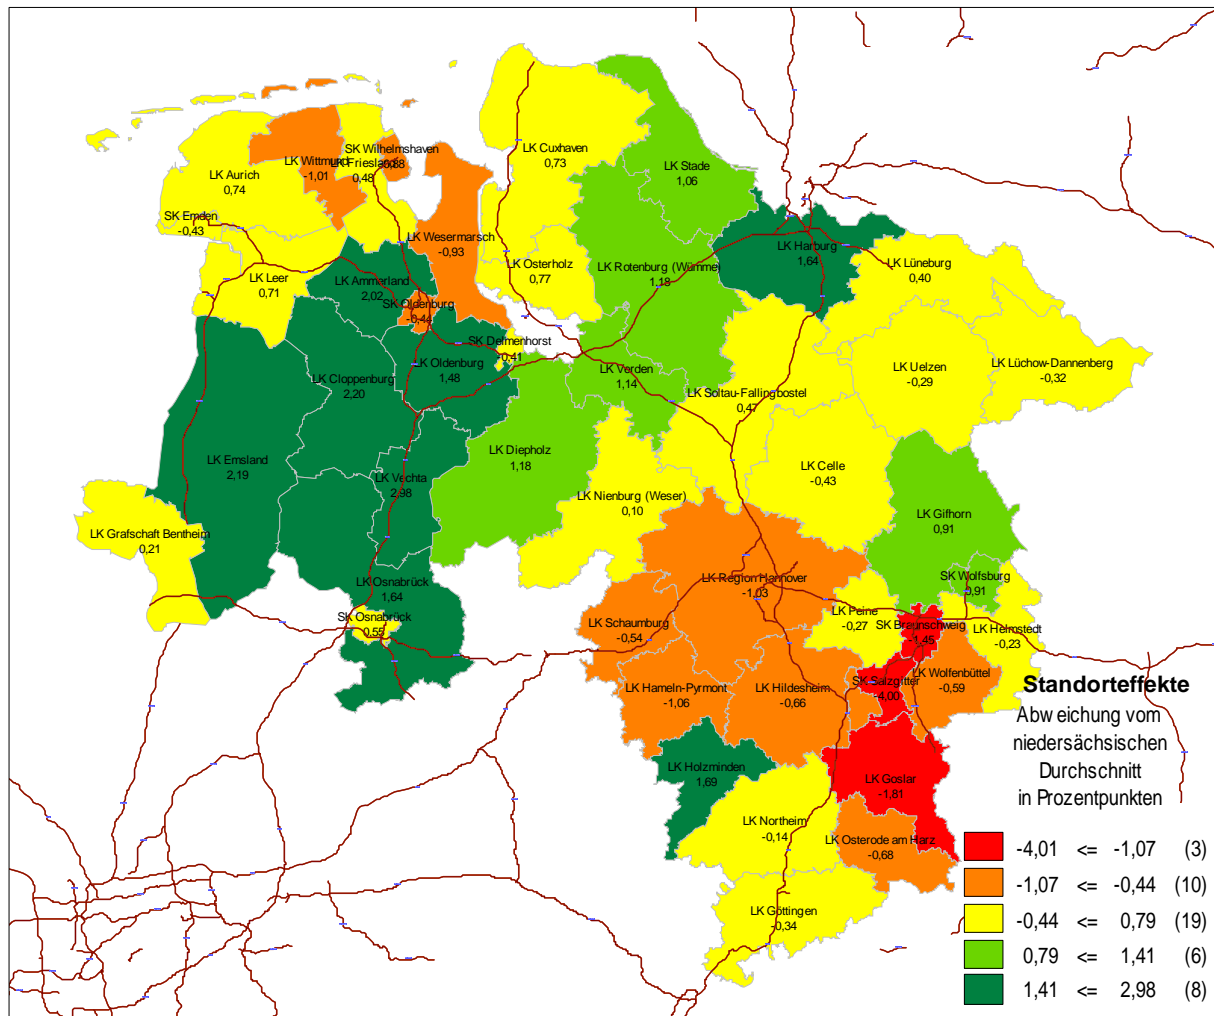 LK Cuxhaven
0,73
LK Stade
1,06
SK Wilhelmshaven
LK Wittmund
-1,01
LK Friesland
0,48
LK Aurich
0,74
SK Emden
-0,43
LK Wesermarsch
-0,93
LK Harburg
1,64
LK Lüneburg
0,40
LK Osterholz
0,77
LK Rotenburg (Wümme)
1,18
LK Leer
0,71
LK Ammerland
2,02
SK Oldenburg
-0,44
SK Delmenhorst
-0,41
LK Oldenburg
1,48
LK Verden
1,14
LK Uelzen
-0,29
LK Lüchow-Dannenberg
-0,32
LK Cloppenburg
2,20
LK Soltau-Fallingbostel
0,47
LK Diepholz
1,18
LK Emsland
2,19
LK Vechta
2,98
LK Celle
-0,43
LK Nienburg (Weser)
0,10
LK Gifhorn
0,91
LK Grafschaft Bentheim
0,21
LK Osnabrück
1,64
LK Region Hannover
-1,03
SK Wolfsburg
0,91
SK Osnabrück
0,55
LK Schaumburg
-0,54
LK Peine
-0,27
SK Braunschweig
-1,45
LK Helmstedt
-0,23
LK Hameln-Pyrmont
-1,06
LK Hildesheim
-0,66
SK Salzgitter
-4,00
LK Wolfenbüttel
-0,59
LK Holzminden
1,69
LK Goslar
-1,81
LK Northeim
-0,14
LK Osterode am Harz
-0,68
LK Göttingen
-0,34
Standorteffekte
Abweichung vom
niedersächsischen
Durchschnitt
in Prozentpunkten
-4,01 <= -1,07 (3)
-1,07 <= -0,44 (10)
-0,44 <= 0,79 (19)
0,79 <= 1,41 (6)
1,41 <= 2,98 (8)